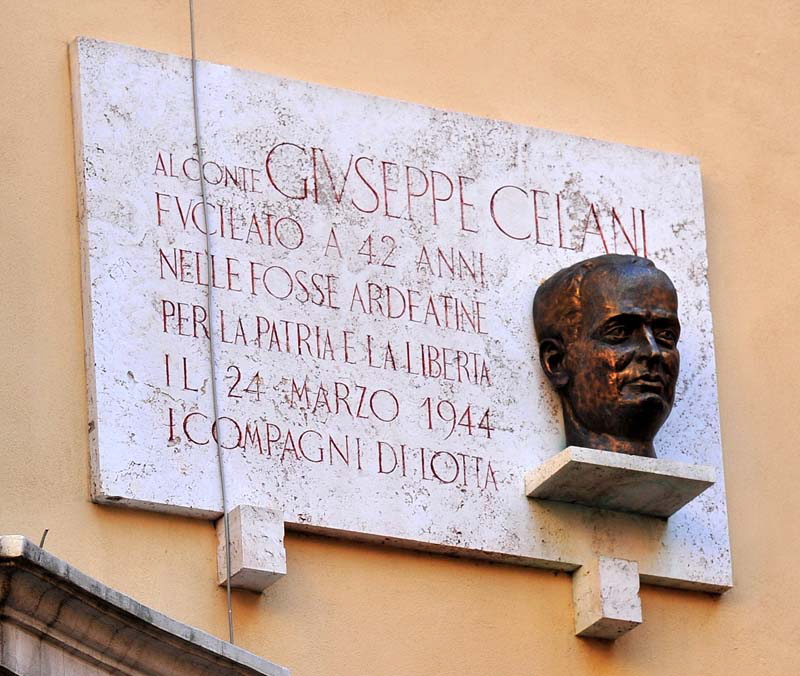 AL CONTE GIVSEPPE CELANI
FVCILATO A 42 ANNI
NELLE FOSSE ARDEATINE
PER LA PATRIA E LA LIBERTA
IL 24 MARZO 1944
I COMPAGNI DI LOTTA